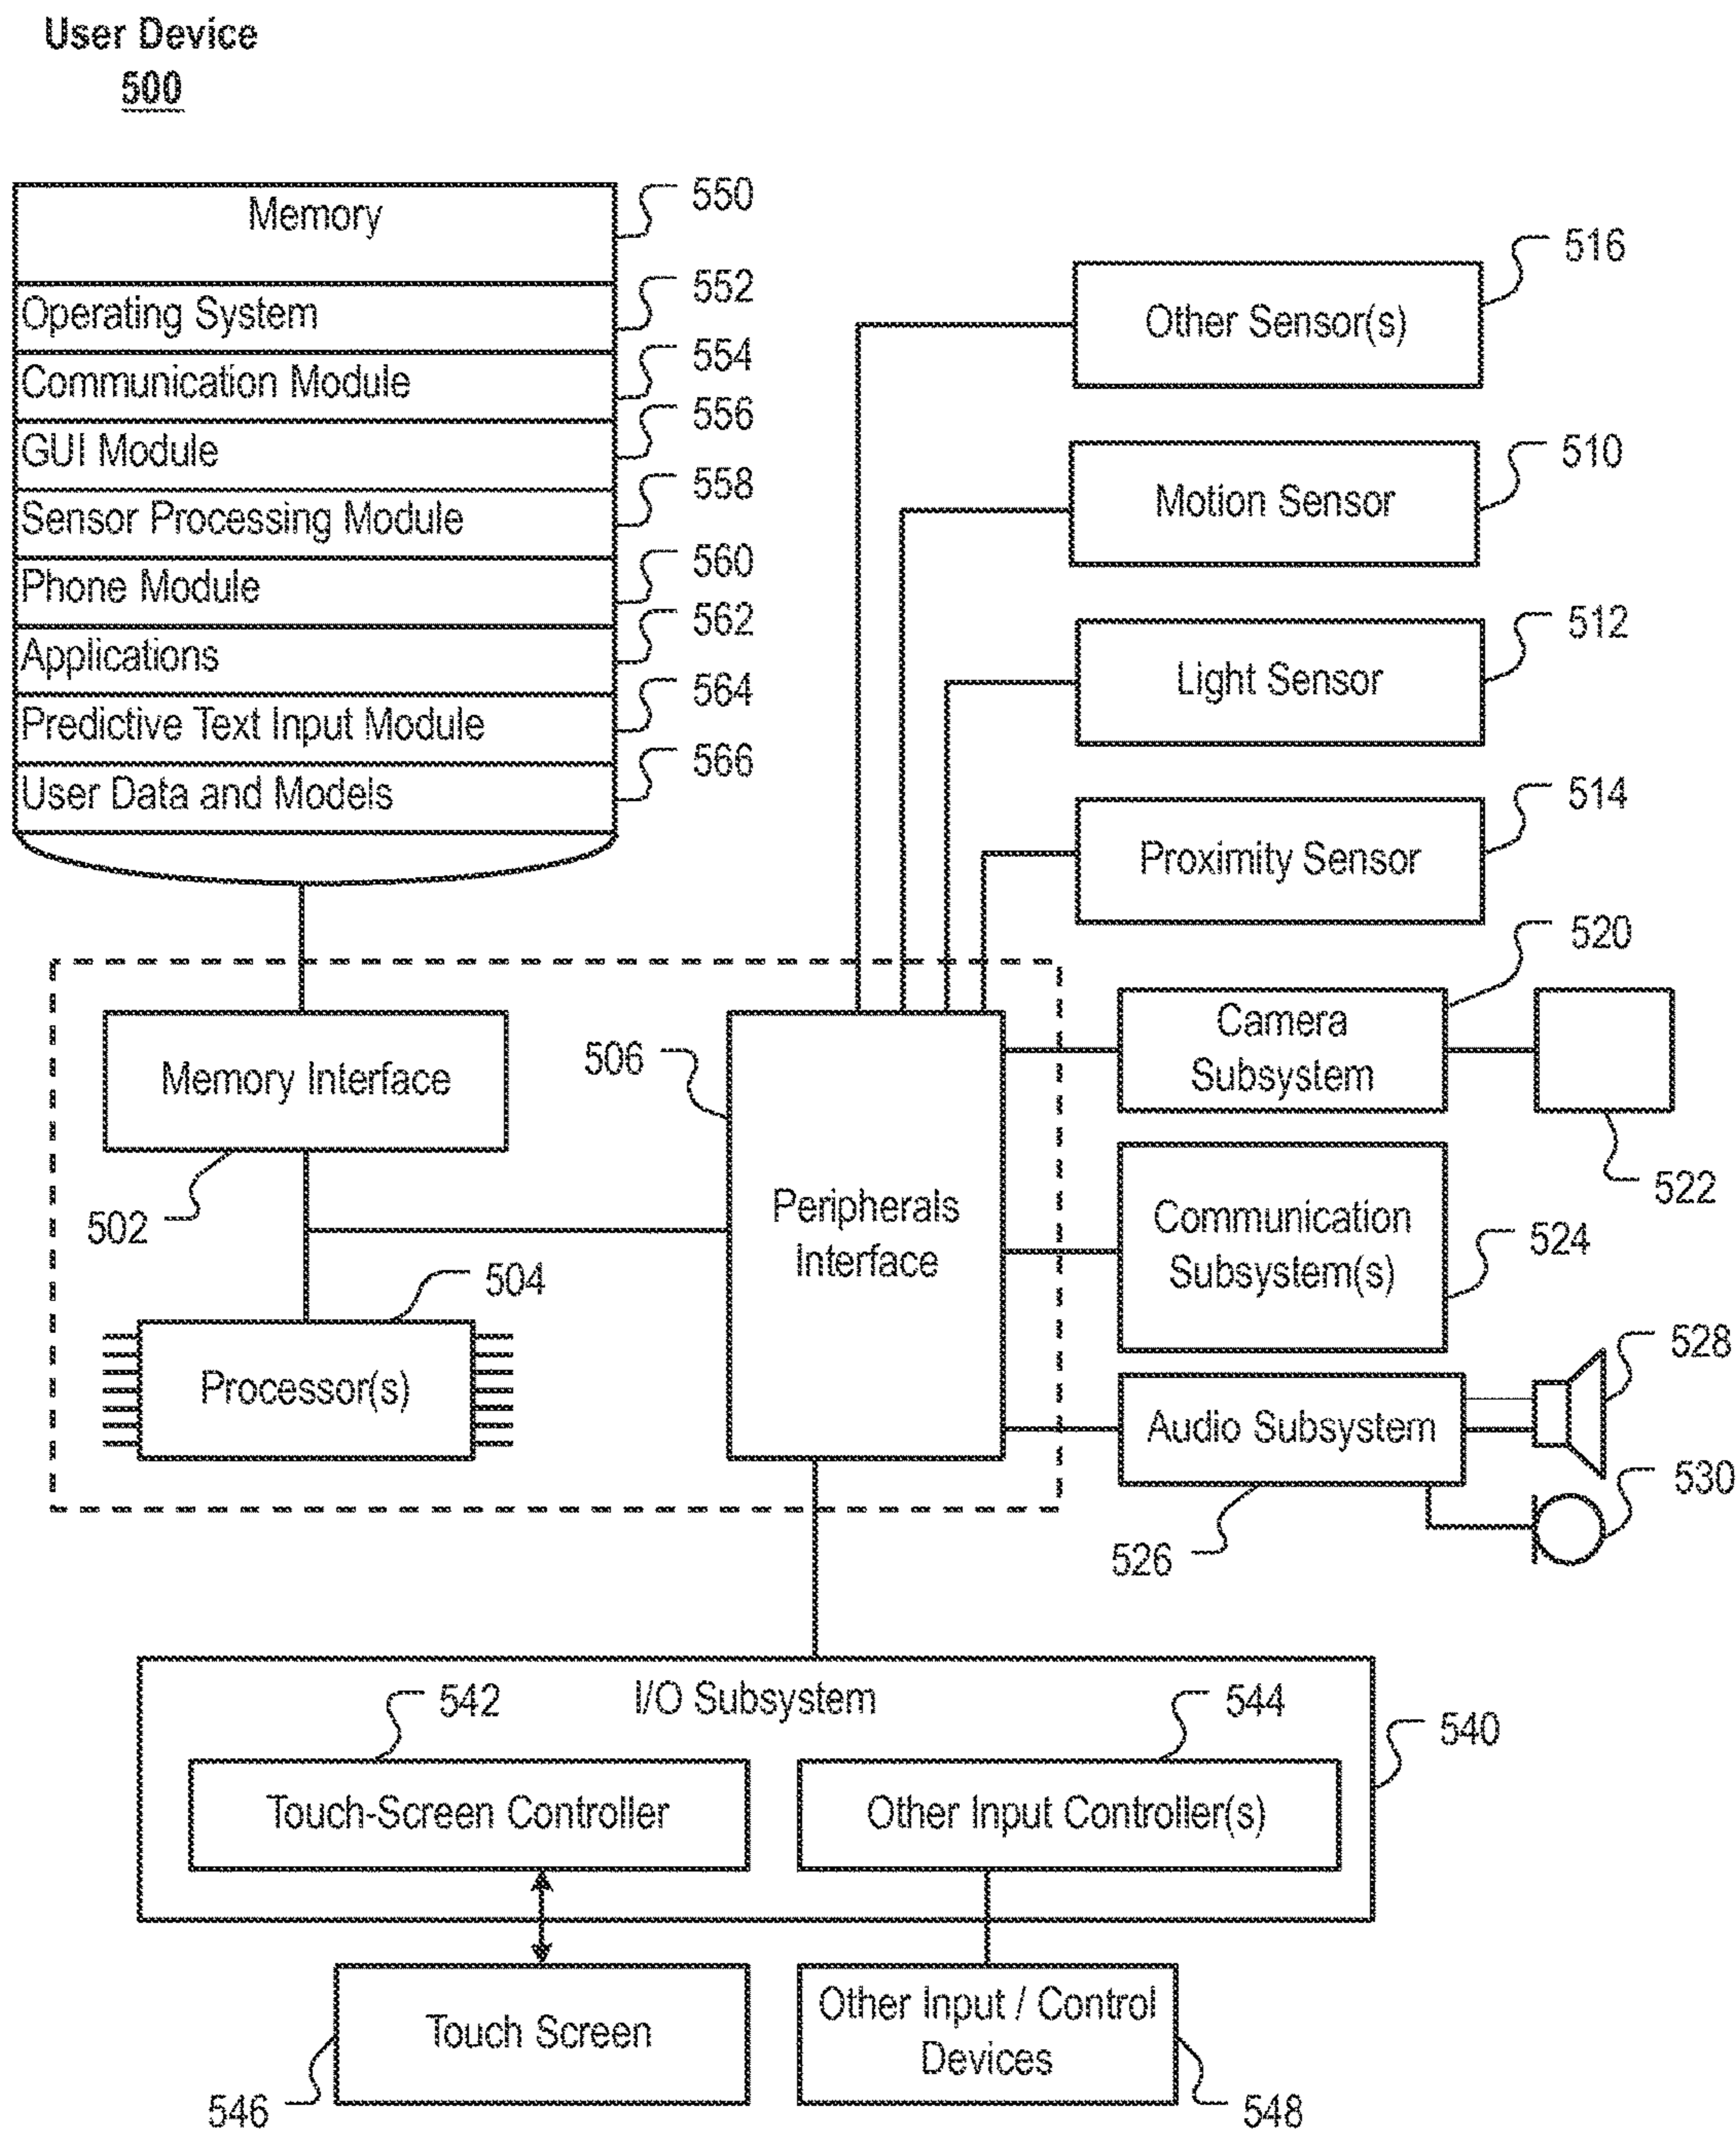 User Device
500
Memory
550
Operating System
552
Communication Module
554
GUI Module
556
Sensor Processing Module
558
Phone Module
560
Applications
562
Predictive Text Input Module
564
User Data and Models
566
Other Sensor(s)
516
Motion Sensor
510
Light Sensor
512
Proximity Sensor
514
Memory Interface
502
Processor(s)
504
506
Peripherals
Interface
Camera
Subsystem
520
522
Communication
Subsystem(s)
524
Audio Subsystem
526
528
530
I/O Subsystem
540
542
Touch-Screen Controller
544
Other Input Controller(s)
Touch Screen
546
Other Input / Control
Devices
548